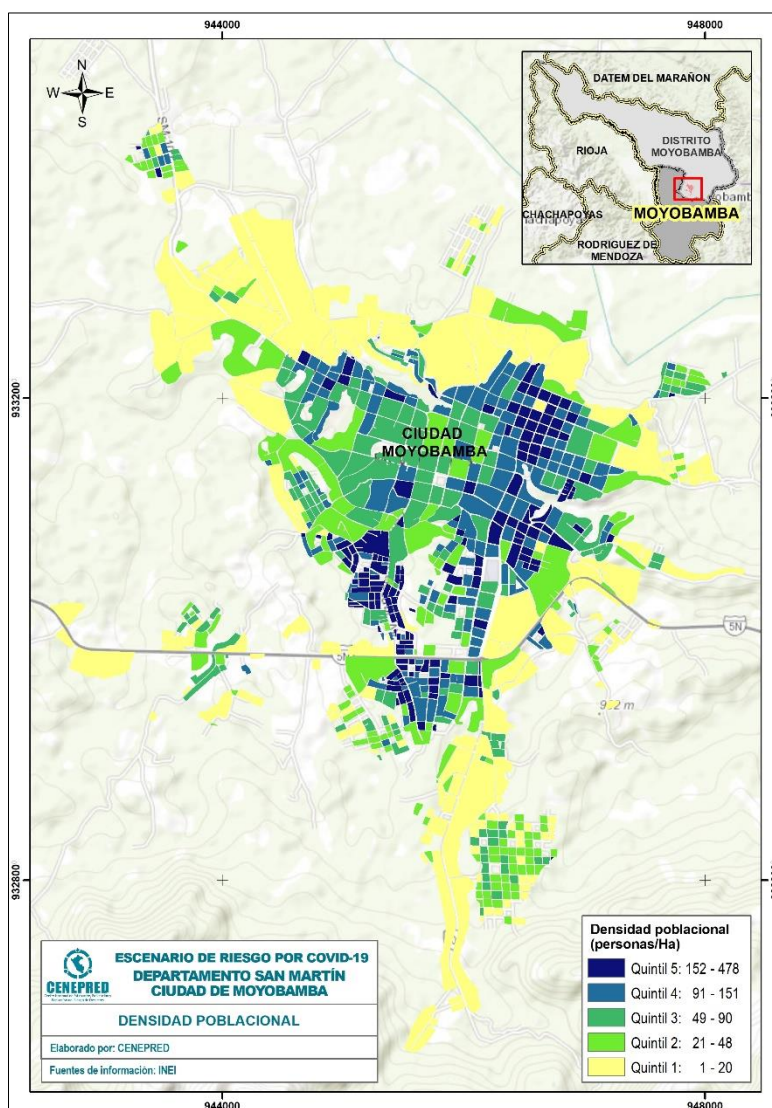 944000
948000
N
W E
S
DATEM DEL MARAÑON
DISTRITO
MOYOBAMBA
RIOJA
MOYOBAMBA
CHACHAPOYAS
RODRIGUEZ DE
MENDOZA
933200
CIUDAD
MOYOBAMBA
5N
932800
Densidad poblacional
(personas/Ha)
Quintil 5: 152 - 478
Quintil 4: 91 - 151
Quintil 3: 49 - 90
Quintil 2: 21 - 48
Quintil 1: 1 - 20
CENEPRED
ESCENARIO DE RIESGO POR COVID-19
DEPARTAMENTO SAN MARTÍN
CIUDAD DE MOYOBAMBA
DENSIDAD POBLACIONAL
Elaborado por: CENEPRED
Fuentes de información: INEI
944000
948000